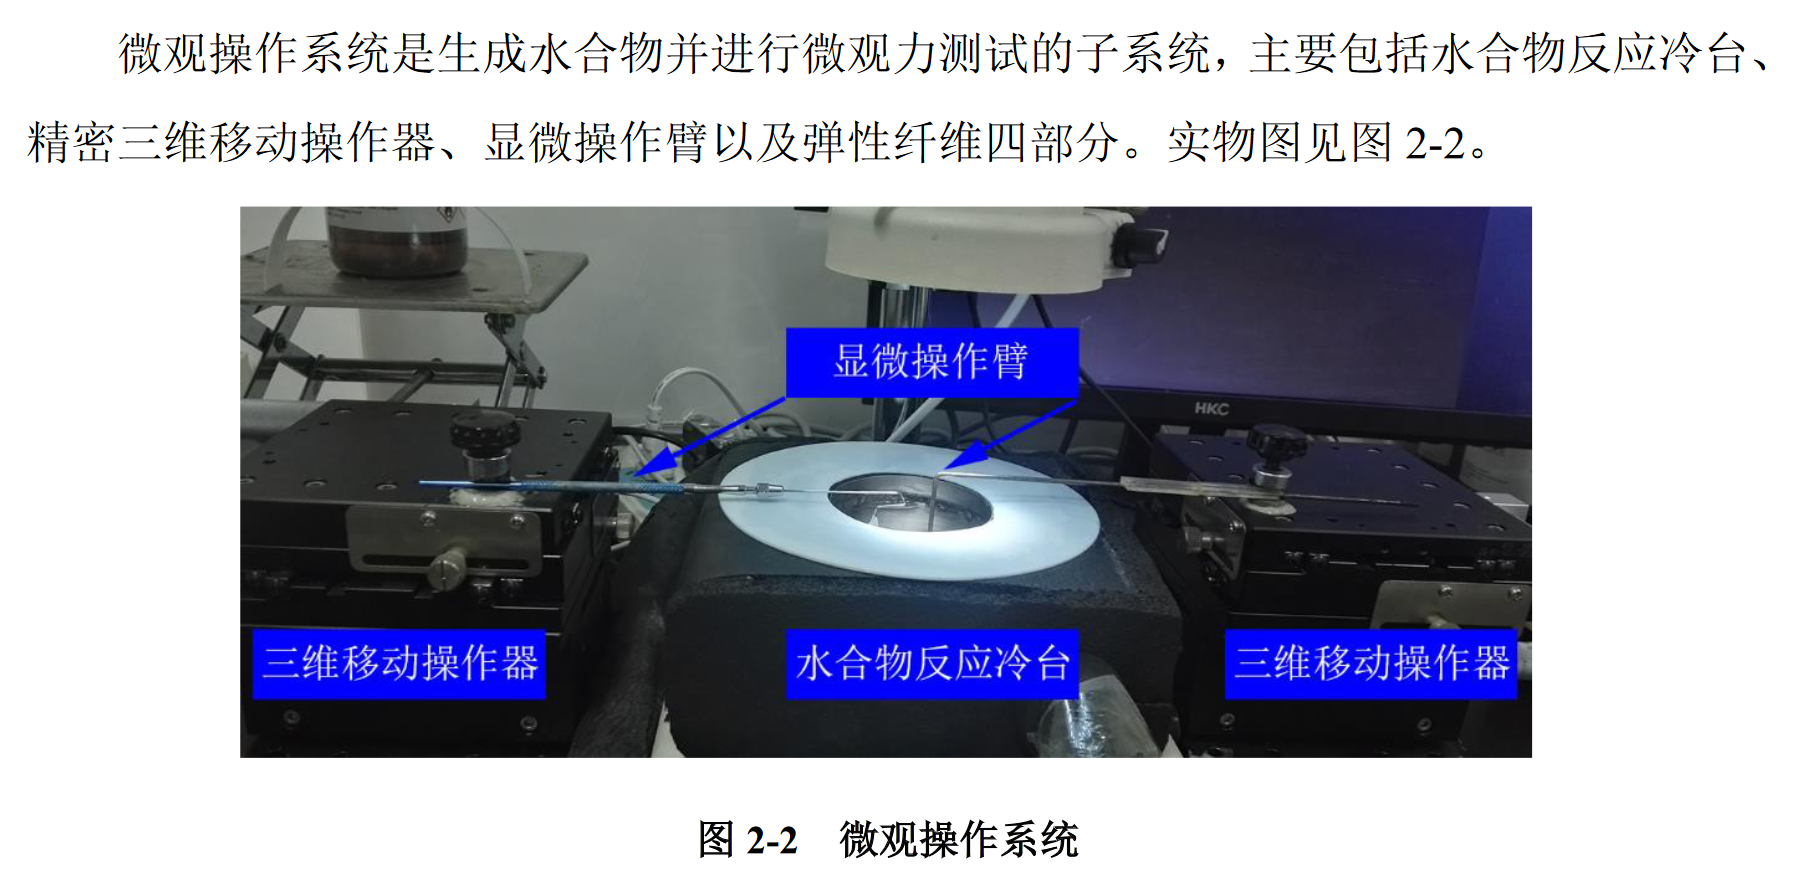 微观操作系统是生成水合物并进行微观力测试的子系统，主要包括水合物反应冷台、
精密三维移动操作器、显微操作臂以及弹性纤维四部分。实物图见图 2-2。
显微操作臂
HKC
三维移动操作器
水合物反应冷台
三维移动操作器
图 2-2 微观操作系统